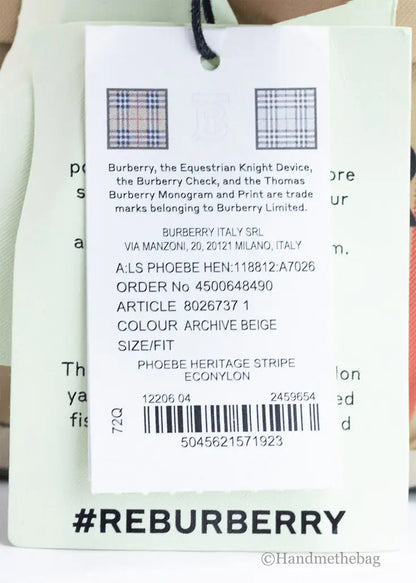 Burberry, the Equestrian Knight Device,
the Burberry Check, and the Thomas
Burberry Monogram and Print are trade
marks belonging to Burberry Limited.
BURBERRY ITALY SRL
VIA MANZONI, 20, 20121 MILANO, ITALY
A:LS PHOEBE HEN:118812:A7026
ORDER No 4500648490
ARTICLE 8026737 1
COLOUR ARCHIVE BEIGE
SIZE/FIT
PHOEBE HERITAGE STRIPE
ECONYLON
12206 04 2459654
72Q
5045621571923
#REBURBERRY
©Handmethebag